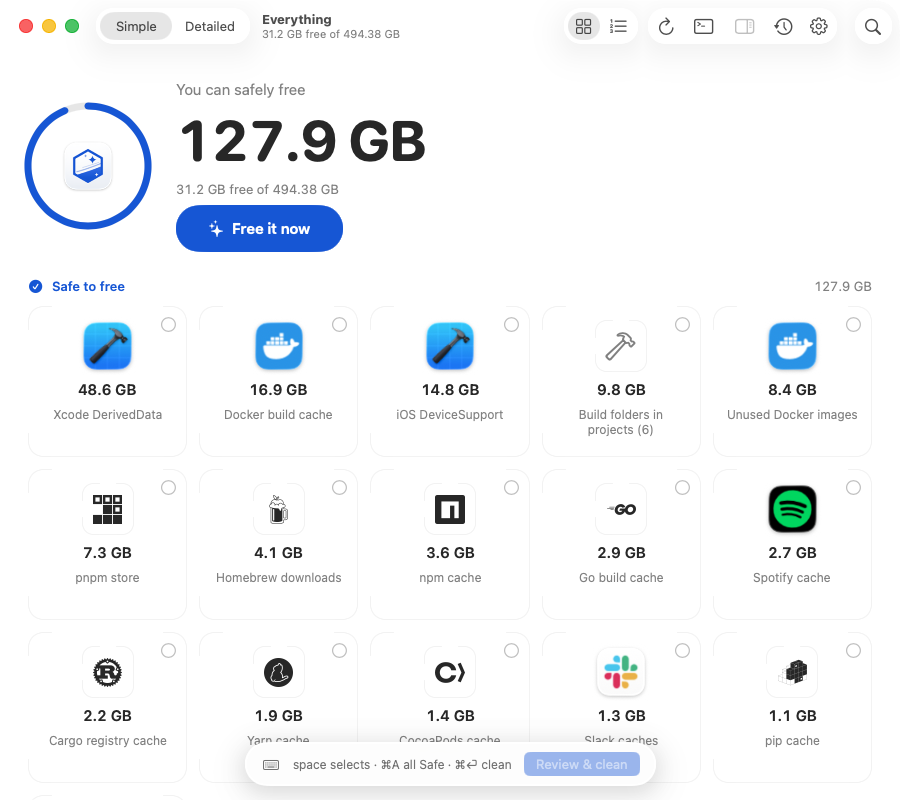 Simple
Detailed
Everything
31.2 GB free of 494.38 GB
You can safely free
127.9 GB
31.2 GB free of 494.38 GB
Free it now
Safe to free
127.9 GB
48.6 GB
Xcode DerivedData
16.9 GB
Docker build cache
14.8 GB
iOS DeviceSupport
9.8 GB
Build folders in
projects (6)
8.4 GB
Unused Docker images
7.3 GB
pnpm store
4.1 GB
Homebrew downloads
3.6 GB
npm cache
GO
2.9 GB
Go build cache
2.7 GB
Spotify cache
2.2 GB
Cargo registry cache
1.9 GB
Yarn cache
1.4 GB
CocoaPods cache
1.3 GB
Slack caches
1.1 GB
pip cache
space selects · ⌘A all Safe · ⌘⏎ clean
Review & clean